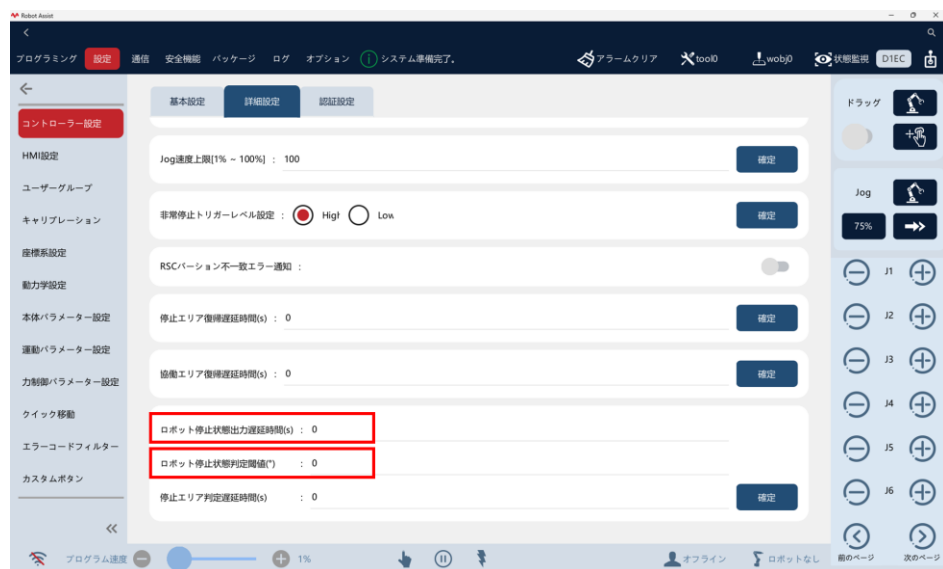 Robot Assist
プログラミング 設定 通信 安全機能 パッケージ ログ オプション システム準備完了. アラームクリア tool0 wobj0 状態監視 D1EC
基本設定 詳細設定 認証設定
コントローラー設定
HMI設定
ユーザーグループ
キャリブレーション
座標系設定
動力学設定
本体パラメーター設定
運動パラメーター設定
力制御パラメーター設定
クイック移動
エラーコードフィルター
カスタムボタン
Jog速度上限[1% ~ 100%] : 100 確定
非常停止トリガーレベル設定 : High Low 確定
RSCバージョン不一致エラー通知 :
停止エリア復帰遅延時間(s) : 0 確定
協働エリア復帰遅延時間(s) : 0 確定
ロボット停止状態出力遅延時間(s) : 0
ロボット停止状態判定閾値(°) : 0
停止エリア判定遅延時間(s) : 0 確定
ドラッグ
Jog
75%
J1
J2
J3
J4
J5
J6
前のページ 次のページ
プログラム速度 1% オフライン ロボットなし